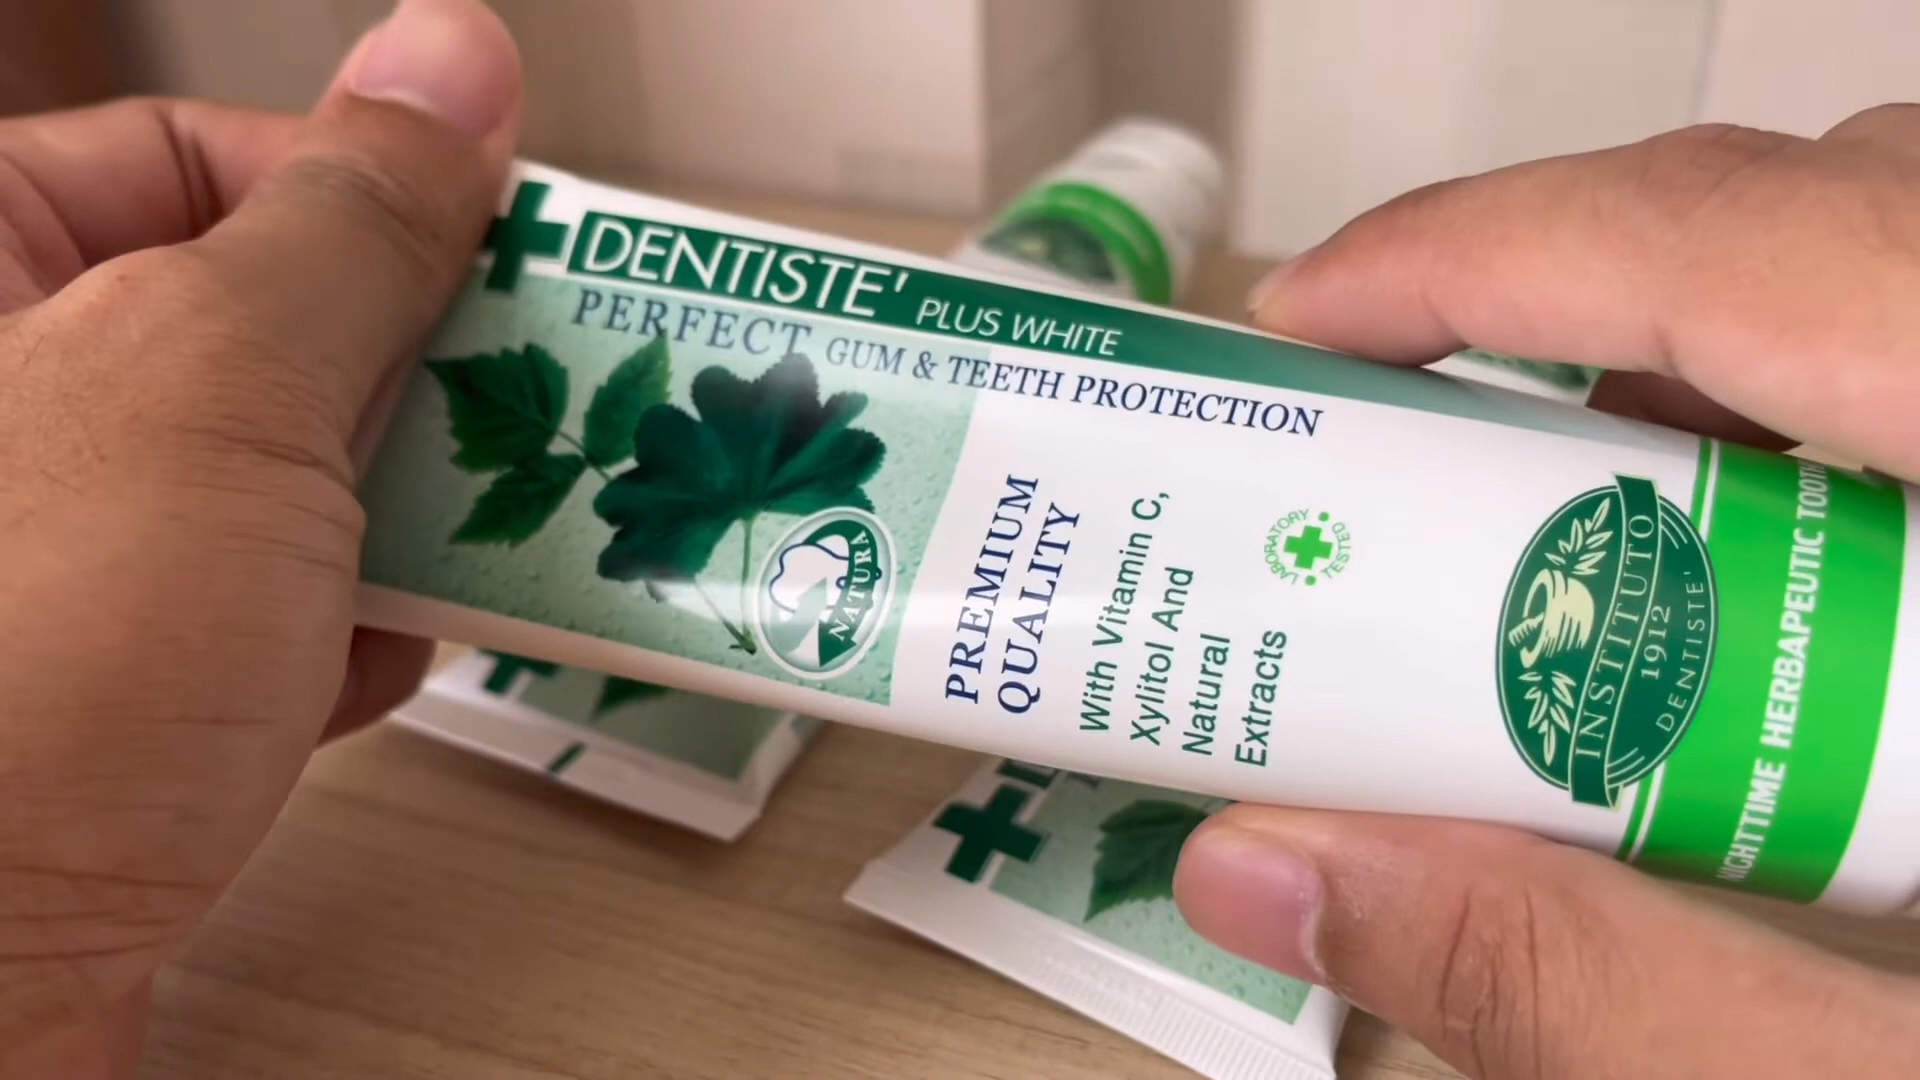 DENTISTE' PLUS WHITE
PERFECT GUM & TEETH PROTECTION
NATURA
PREMIUM
QUALITY
With Vitamin C,
Xylitol And
Natural
Extracts
LABORATORY TESTED
INSTITUTO
1912
DENTISTE'
NIGHTTIME HERBAPEUTIC